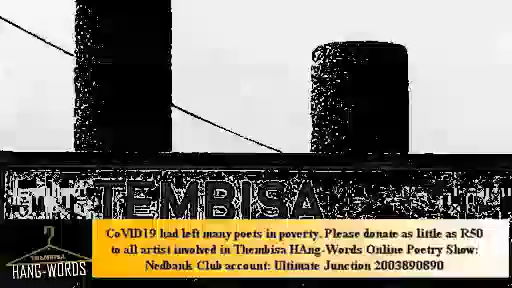 TEMBISA
CoVID19 had left many poets in poverty. Please donate as little as R50
to all artist involved in Thembisa HAng-Words Online Poetry Show:
Nedbank Club account: Ultimate Junction 2003890890
THEMBISA
HANG-WORDS